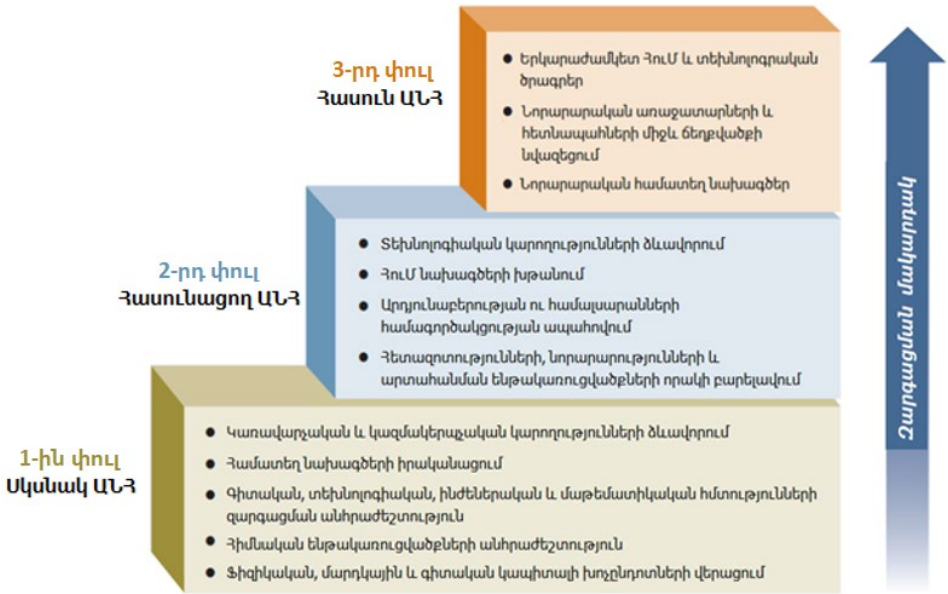 3-րդ փուլ
Հասուն ԱՆՀ
● Երկարաժամկետ ՀուՄ և տեխնոլոգրական
ծրագրեր
● Նորարարական առաջատարների և
հետնապահների միջև ճեղքվածքի
նվազեցում
● Նորարարական համատեղ նախագծեր
2-րդ փուլ
Հասունացող ԱՆՀ
● Տեխնոլոգիական կարողությունների ձևավորում
● ՀուՄ նախագծերի խթանում
● Արդյունաբերության ու համալսարանների
համագործակցության ապահովում
● Հետազոտությունների, նորարարությունների և
արտահանման ենթակառուցվածքների որակի բարելավում
1-ին փուլ
Սկսնակ ԱՆՀ
● Կառավարչական և կազմակերպչական կարողությունների ձևավորում
● Համատեղ նախագծերի իրականացում
● Գիտական, տեխնոլոգիական, ինժեներական և մաթեմատիկական հմտությունների
զարգացման անհրաժեշտություն
● Հիմնական ենթակառուցվածքների անհրաժեշտություն
● Ֆիզիկական, մարդկային և գիտական կապիտալի խոչընդոտների վերացում
Զարգացման մակարդակ